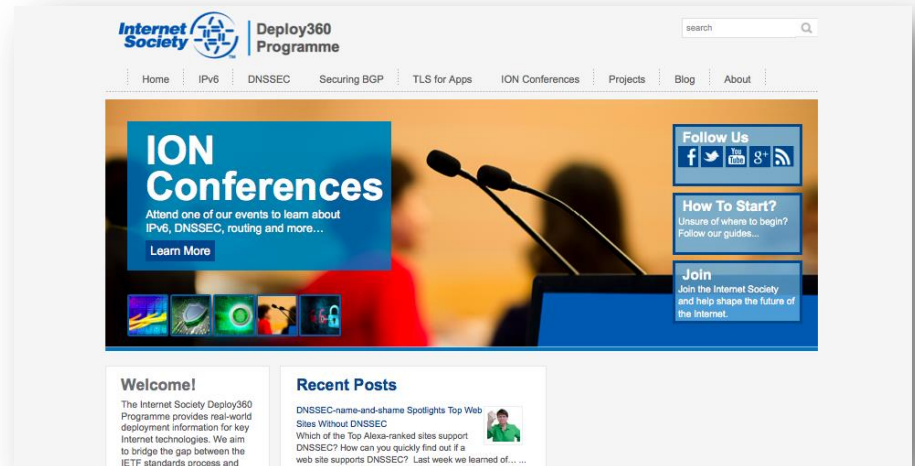 Internet
Society
Deploy360
Programme
search
Home IPv6 DNSSEC Securing BGP TLS for Apps ION Conferences Projects Blog About
ION
Conferences
Attend one of our events to learn about
IPv6, DNSSEC, routing and more…
Learn More
Follow Us
You
Tube
g+
How To Start?
Unsure of where to begin?
Follow our guides...
Join
Join the Internet Society
and help shape the future of
the Internet.
Welcome!
The Internet Society Deploy360
Programme provides real-world
deployment information for key
Internet technologies. We aim
to bridge the gap between the
IETF standards process and
Recent Posts
DNSSEC-name-and-shame Spotlights Top Web
Sites Without DNSSEC
Which of the Top Alexa-ranked sites support
DNSSEC? How can you quickly find out if a
web site supports DNSSEC? Last week we learned of… ...